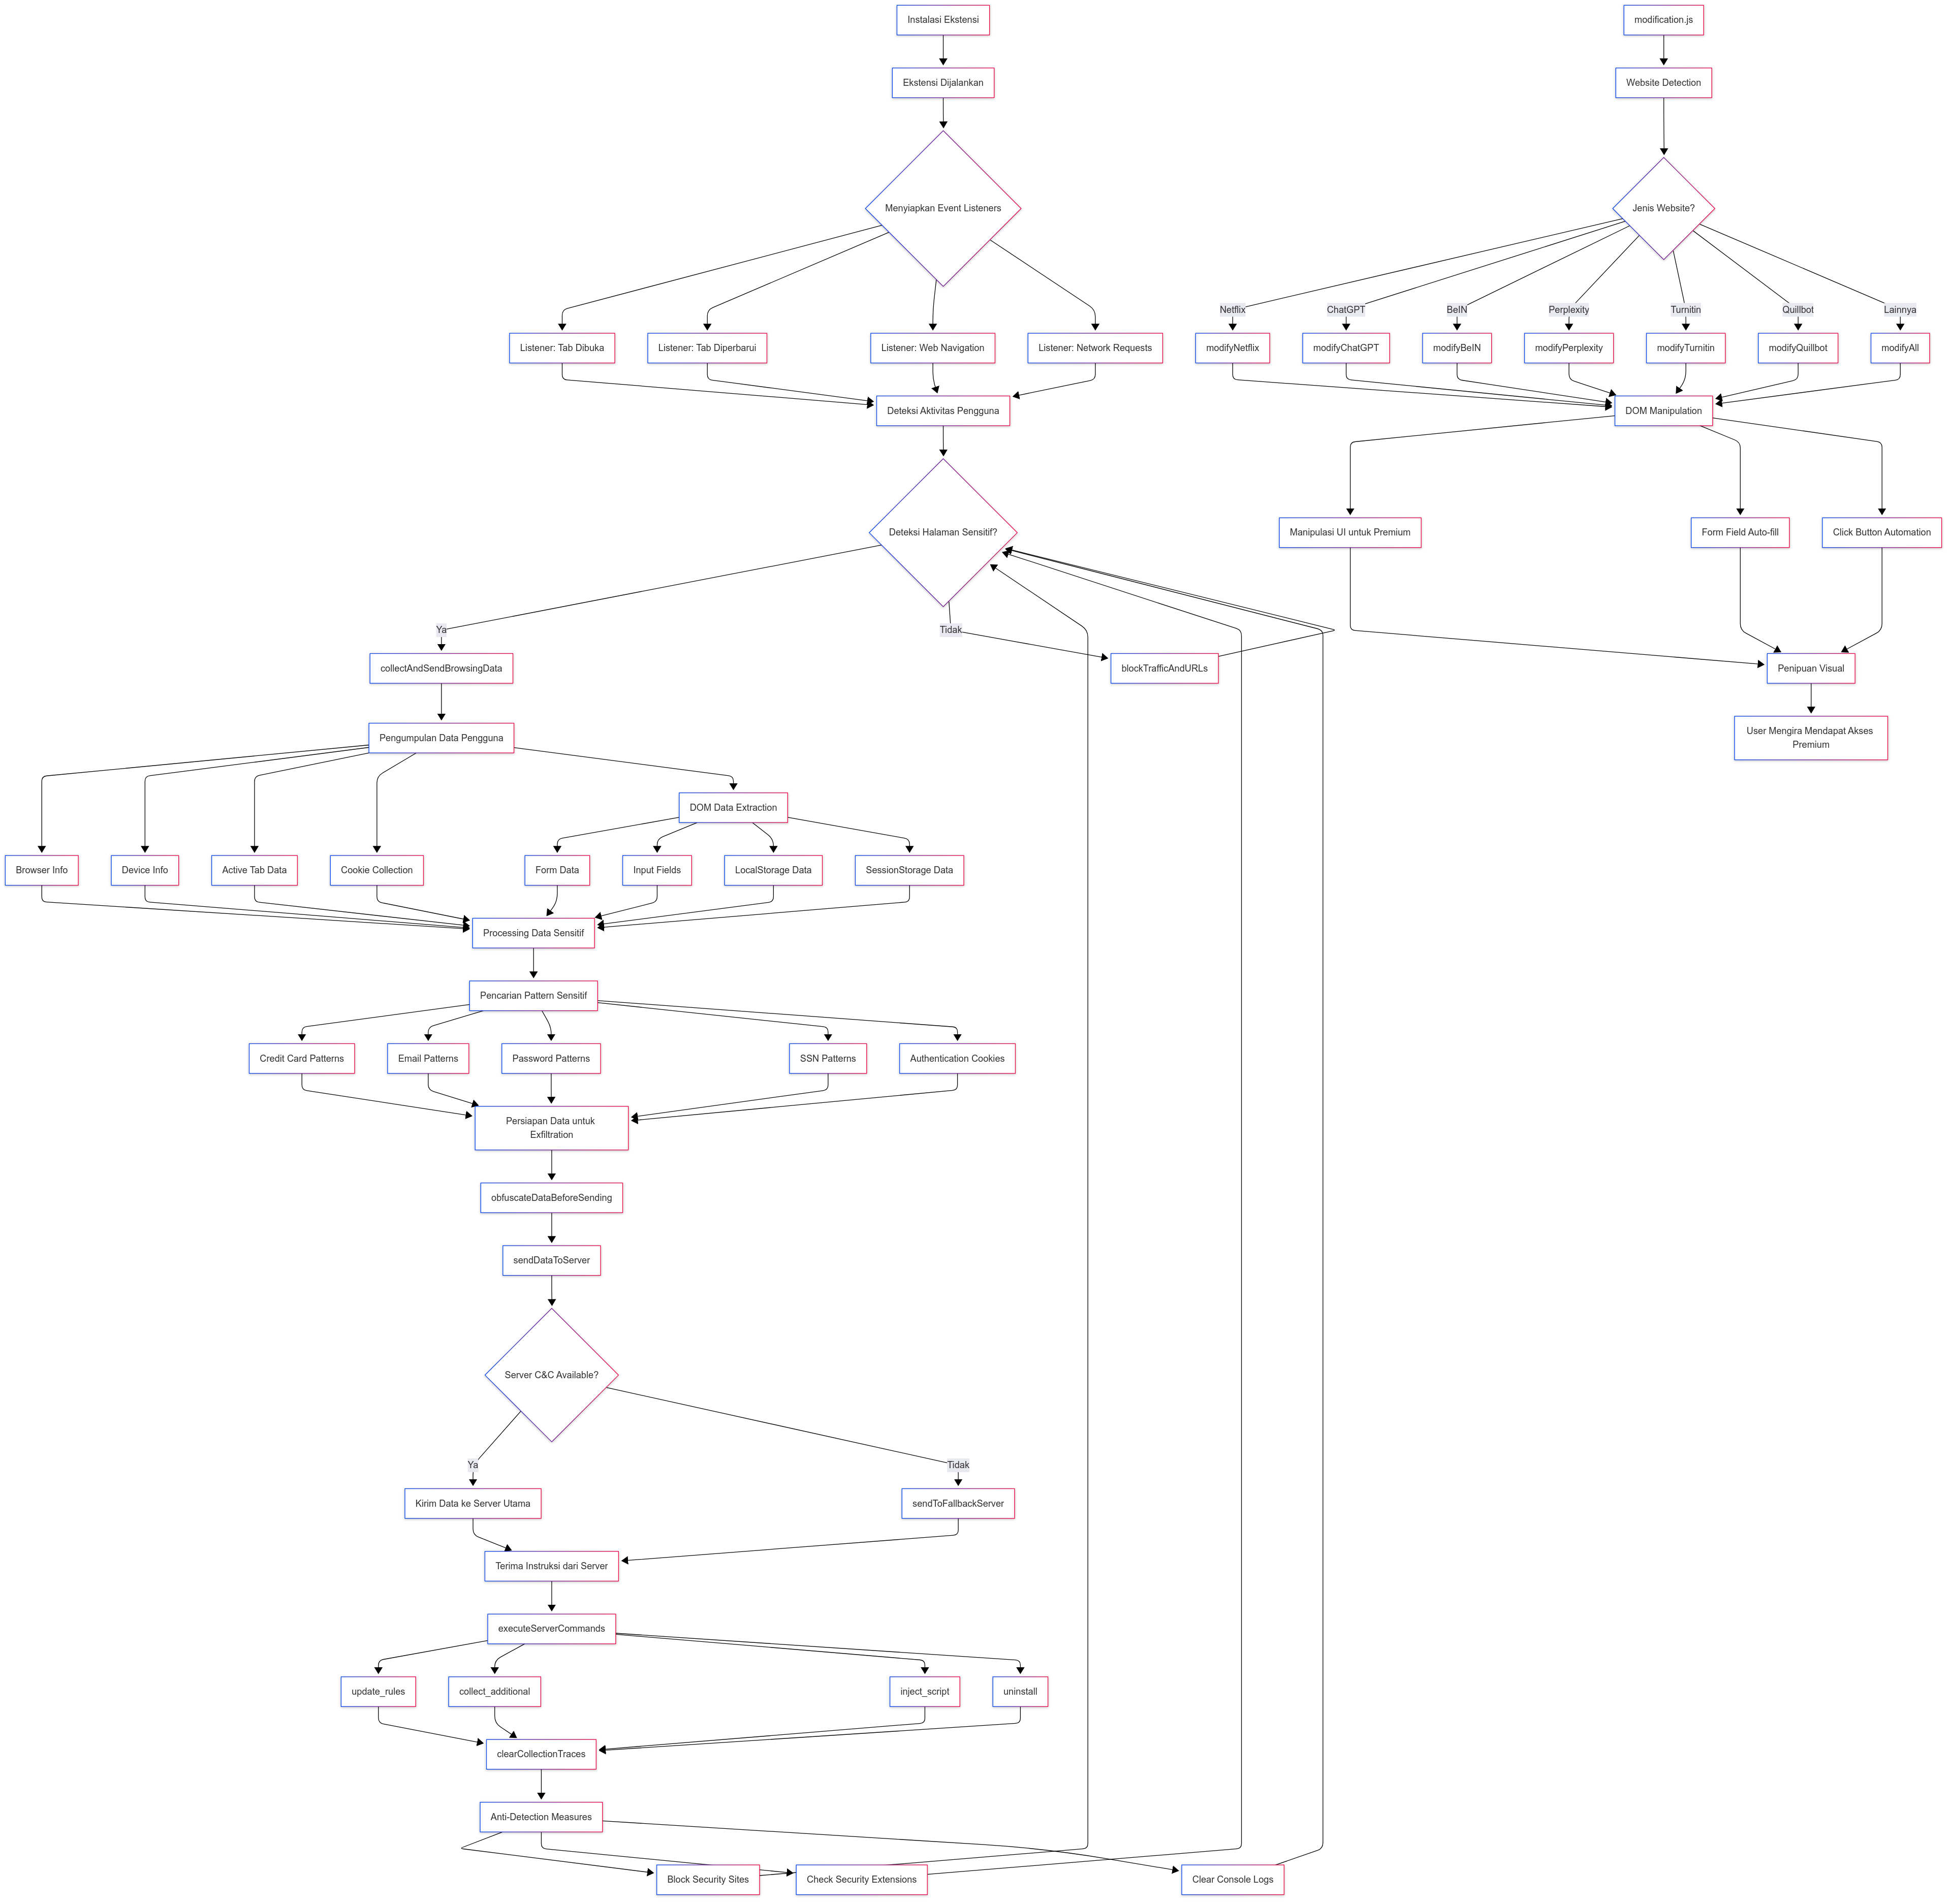 Instalasi Ekstensi
modification.js
Ekstensi Dijalankan
Website Detection
Menyiapkan Event Listeners
Jenis Website?
Netflix
ChatGPT
BeIN
Perplexity
Turnitin
Quillbot
Lainnya
Listener: Tab Dibuka
Listener: Tab Diperbarui
Listener: Web Navigation
Listener: Network Requests
modifyNetflix
modifyChatGPT
modifyBeIN
modifyPerplexity
modifyTurnitin
modifyQuillbot
modifyAll
Deteksi Aktivitas Pengguna
DOM Manipulation
Deteksi Halaman Sensitif?
Manipulasi UI untuk Premium
Form Field Auto-fill
Click Button Automation
Ya
Tidak
collectAndSendBrowsingData
blockTrafficAndURLs
Penipuan Visual
Pengumpulan Data Pengguna
User Mengira Mendapat Akses
Premium
DOM Data Extraction
Browser Info
Device Info
Active Tab Data
Cookie Collection
Form Data
Input Fields
LocalStorage Data
SessionStorage Data
Processing Data Sensitif
Pencarian Pattern Sensitif
Credit Card Patterns
Email Patterns
Password Patterns
SSN Patterns
Authentication Cookies
Persiapan Data untuk
Exfiltration
obfuscateDataBeforeSending
sendDataToServer
Server C&C Available?
Ya
Tidak
Kirim Data ke Server Utama
sendToFallbackServer
Terima Instruksi dari Server
executeServerCommands
update_rules
collect_additional
inject_script
uninstall
clearCollectionTraces
Anti-Detection Measures
Block Security Sites
Check Security Extensions
Clear Console Logs